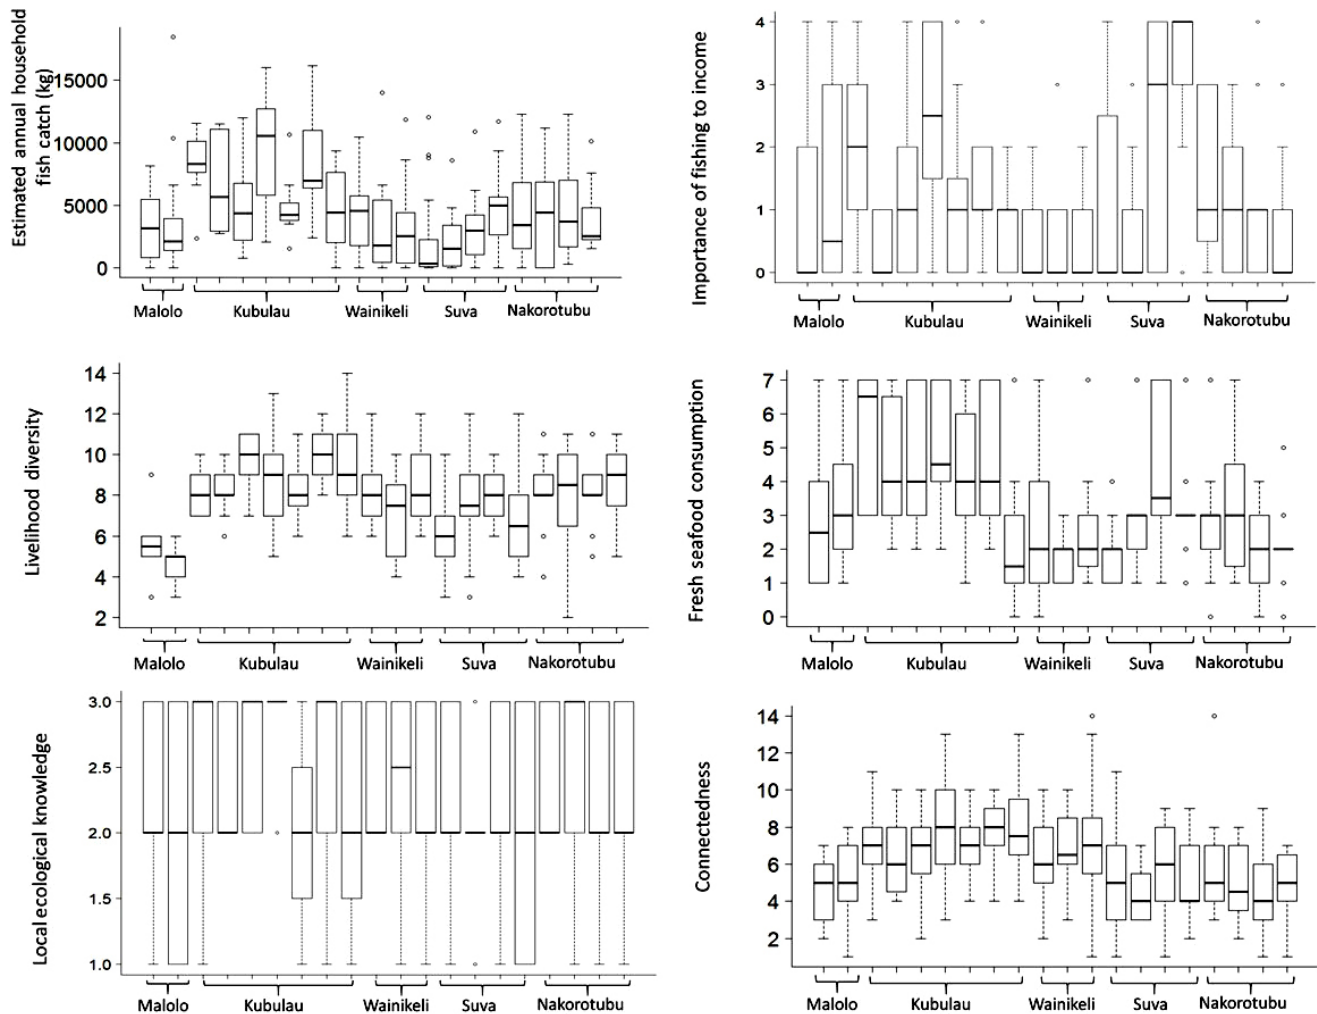 Estimated annual household
fish catch (kg)
15000
10000
5000
0
Malolo
Kubulau
Wainikeli
Suva
Nakorotubu
Importance of fishing to income
4
3
2
1
0
Malolo
Kubulau
Wainikeli
Suva
Nakorotubu
Livelihood diversity
14
12
10
8
6
4
2
Malolo
Kubulau
Wainikeli
Suva
Nakorotubu
Fresh seafood consumption
7
6
5
4
3
2
1
0
Malolo
Kubulau
Wainikeli
Suva
Nakorotubu
Local ecological knowledge
3.0
2.5
2.0
1.5
1.0
Malolo
Kubulau
Wainikeli
Suva
Nakorotubu
Connectedness
14
12
10
8
6
4
2
Malolo
Kubulau
Wainikeli
Suva
Nakorotubu